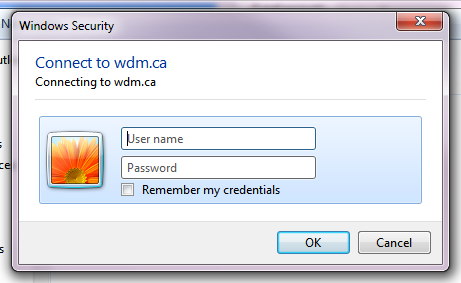 Windows Security
Connect to wdm.ca
Connecting to wdm.ca
User name
Password
Remember my credentials
OK
Cancel